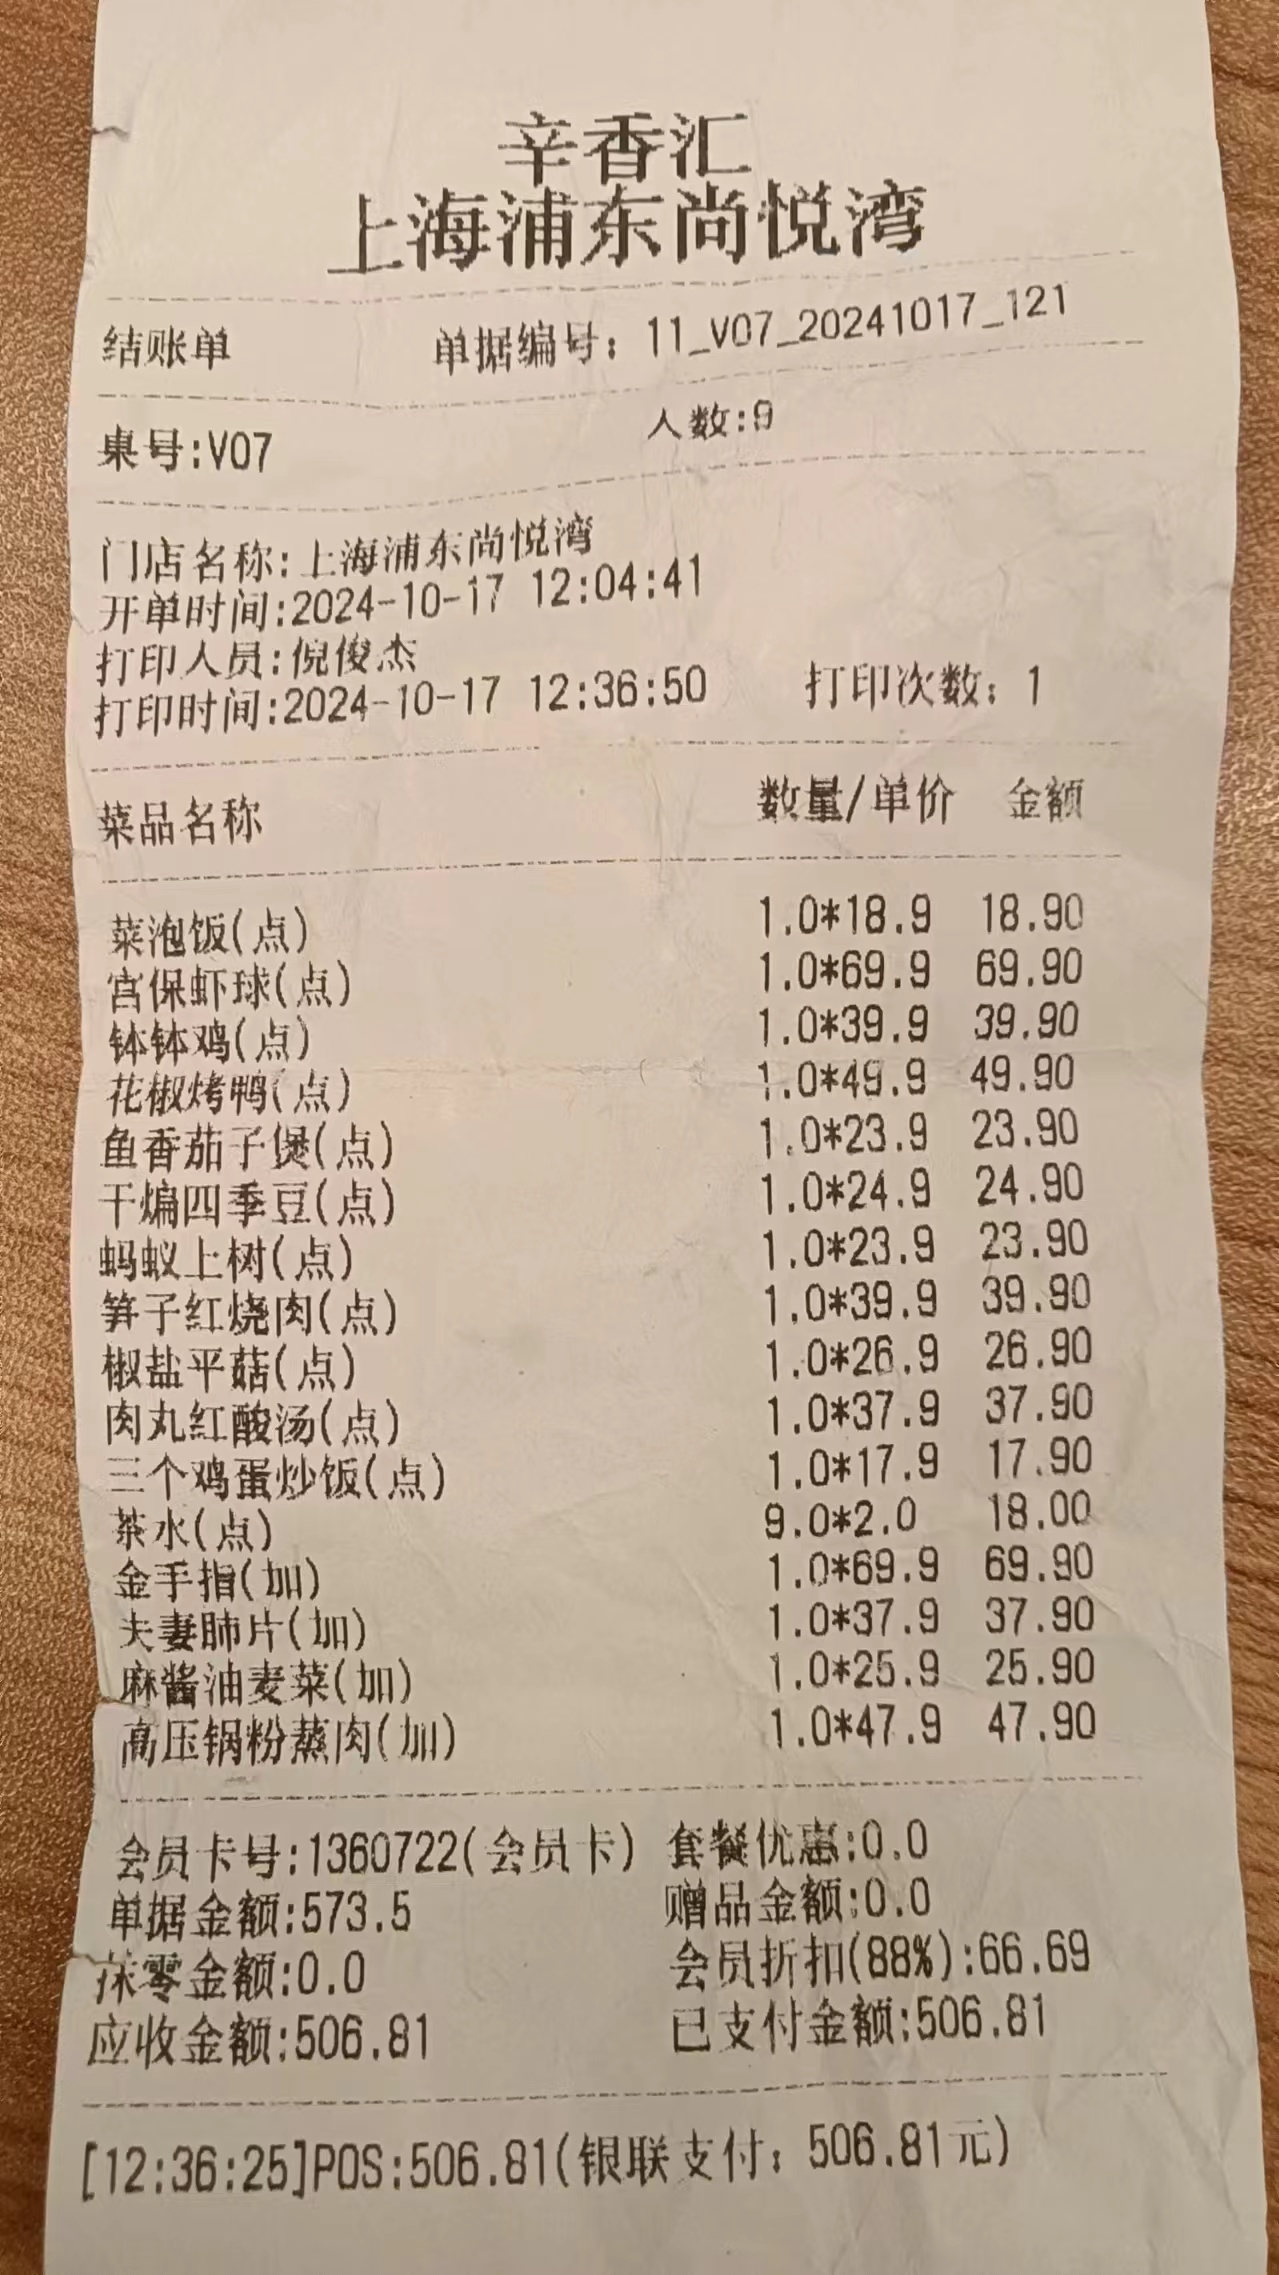 辛香汇
上海浦东尚悦湾
结账单 单据编号：11_V07_20241017_121
桌号:V07 人数:9
门店名称:上海浦东尚悦湾
开单时间:2024-10-17 12:04:41
打印人员:倪俊杰
打印时间:2024-10-17 12:36:50 打印次数：1
菜品名称 数量/单价 金额
菜泡饭(点) 1.0*18.9 18.90
宫保虾球(点) 1.0*69.9 69.90
钵钵鸡(点) 1.0*39.9 39.90
花椒烤鸭(点) 1.0*49.9 49.90
鱼香茄子煲(点) 1.0*23.9 23.90
干煸四季豆(点) 1.0*24.9 24.90
蚂蚁上树(点) 1.0*23.9 23.90
笋子红烧肉(点) 1.0*39.9 39.90
椒盐平菇(点) 1.0*26.9 26.90
肉丸红酸汤(点) 1.0*37.9 37.90
三个鸡蛋炒饭(点) 1.0*17.9 17.90
茶水(点) 9.0*2.0 18.00
金手指(加) 1.0*69.9 69.90
夫妻肺片(加) 1.0*37.9 37.90
麻酱油麦菜(加) 1.0*25.9 25.90
高压锅粉蒸肉(加) 1.0*47.9 47.90
会员卡号:1360722(会员卡) 套餐优惠:0.0
单据金额:573.5 赠品金额:0.0
抹零金额:0.0 会员折扣(88%):66.69
应收金额:506.81 已支付金额:506.81
[12:36:25]POS:506.81(银联支付：506.81元)